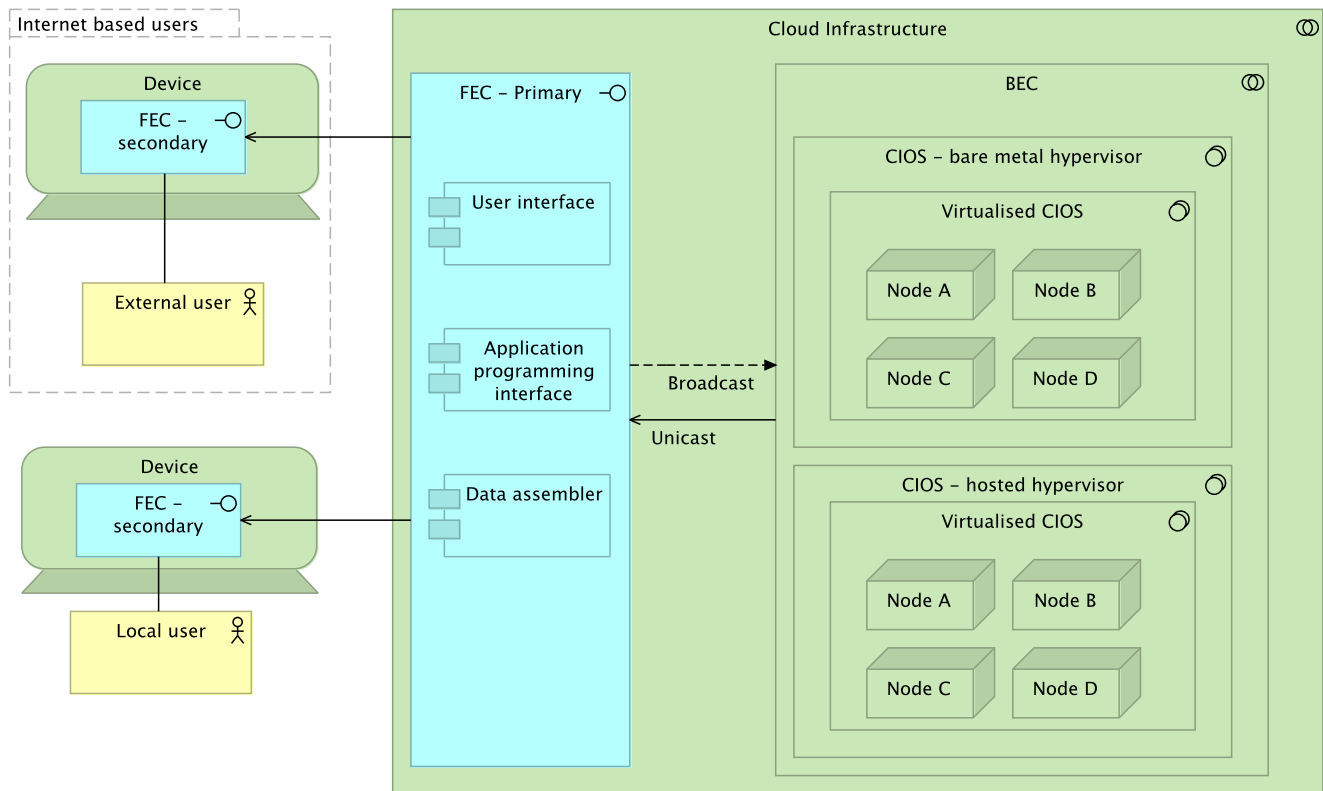 Internet based users
Device
FEC –
secondary
External user
Device
FEC –
secondary
Local user
Cloud Infrastructure
FEC – Primary
User interface
Application
programming
interface
Data assembler
Broadcast
Unicast
BEC
CIOS – bare metal hypervisor
Virtualised CIOS
Node A
Node B
Node C
Node D
CIOS – hosted hypervisor
Virtualised CIOS
Node A
Node B
Node C
Node D